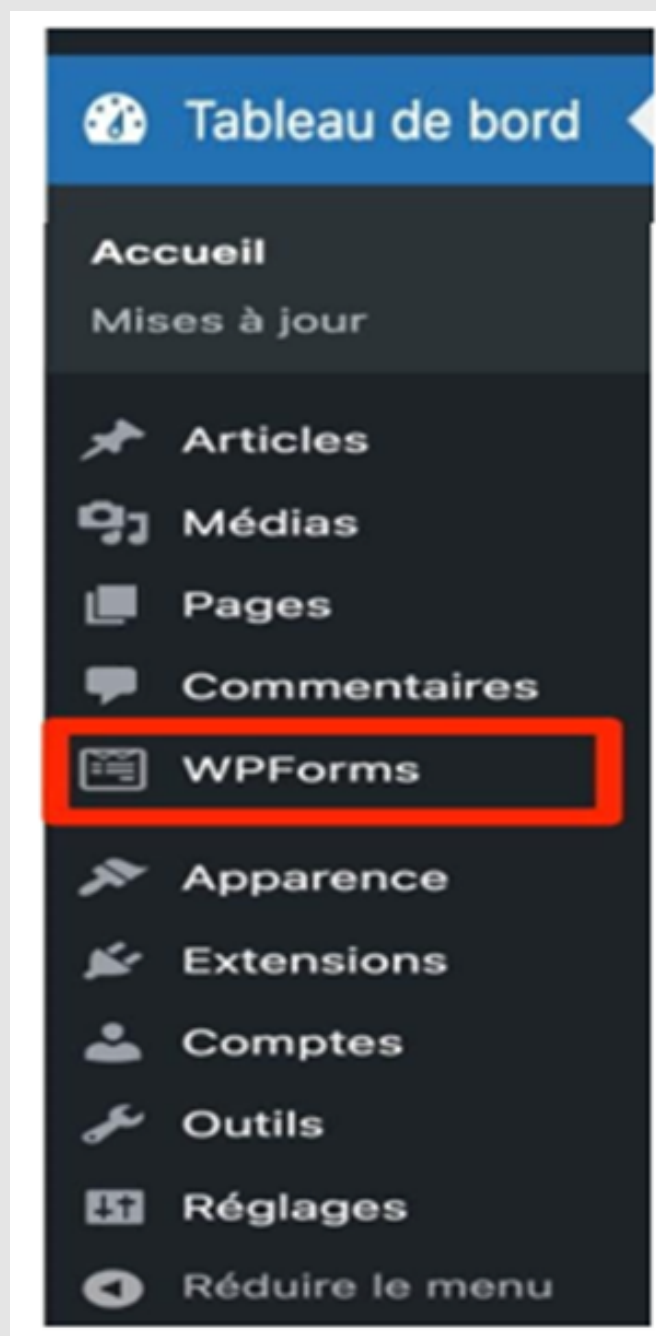 Tableau de bord
Accueil
Mises à jour
Articles
Médias
Pages
Commentaires
WPForms
Apparence
Extensions
Comptes
Outils
Réglages
Réduire le menu